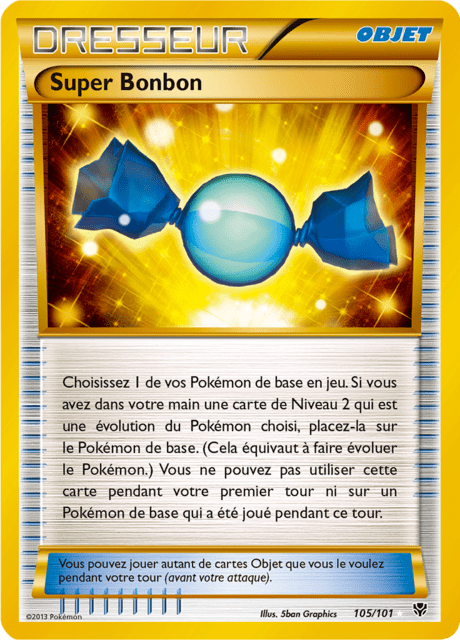 DRESSEUR
OBJET
Super Bonbon
Choisissez 1 de vos Pokémon de base en jeu. Si vous
avez dans votre main une carte de Niveau 2 qui est
une évolution du Pokémon choisi, placez-la sur
le Pokémon de base. (Cela équivaut à faire évoluer
le Pokémon.) Vous ne pouvez pas utiliser cette
carte pendant votre premier tour ni sur un
Pokémon de base qui a été joué pendant ce tour.
Vous pouvez jouer autant de cartes Objet que vous le voulez
pendant votre tour (avant votre attaque).
©2013 Pokémon
Illus. 5ban Graphics
105/101